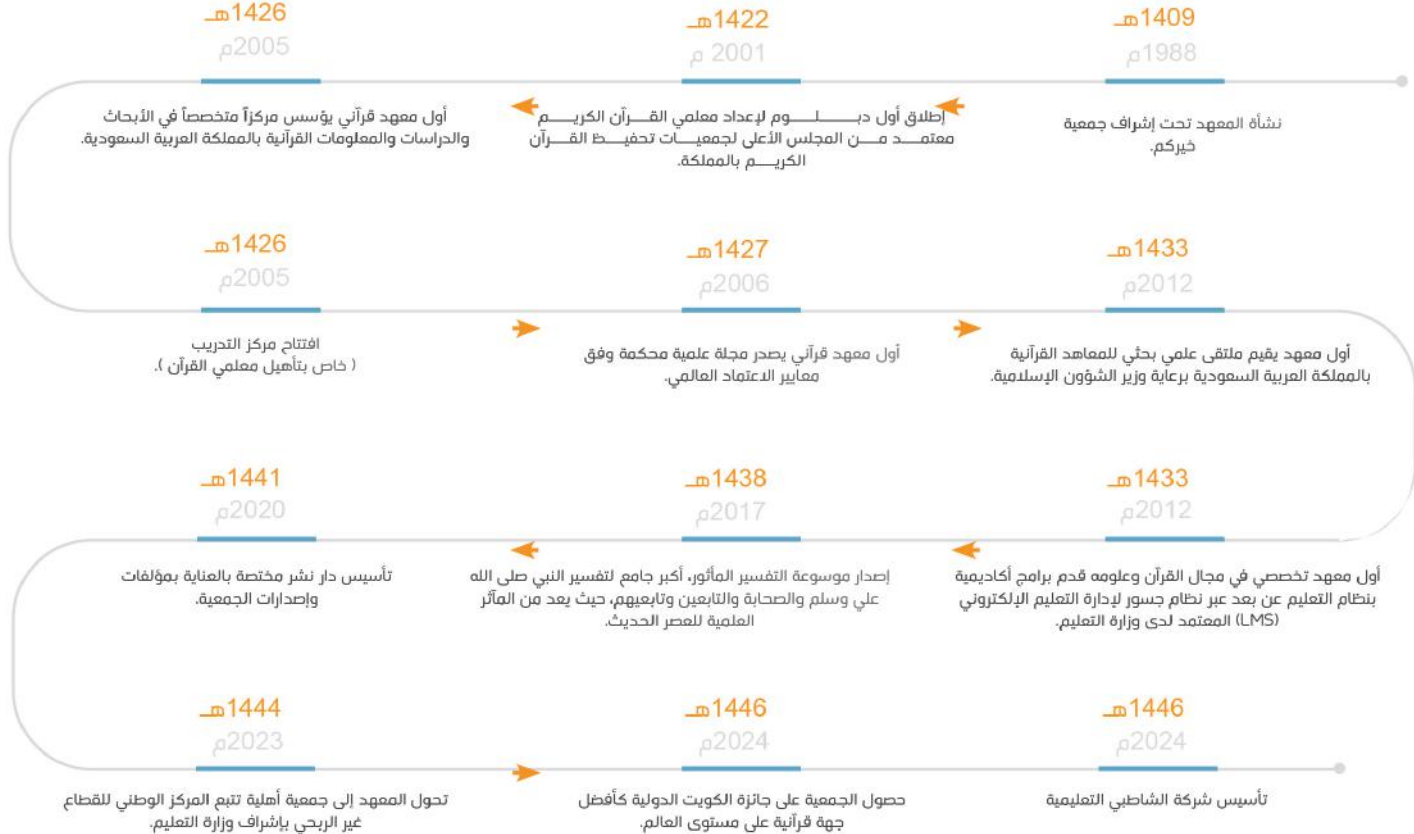 1409هـ
1988م
نشأة المعهد تحت إشراف جمعية
خيركم.
1422هـ
2001 م
إطلاق أول دبـــلـــوم لإعداد معلمي القـــرآن الكريـــم
معتمـــد مـــن المجلس الأعلى لجمعيـــات تحفيـــظ القـــرآن
الكريـــم بالمملكة.
1426هـ
2005م
أول معهد قرآني يؤسس مركزاً متخصصاً في الأبحاث
والدراسات والمعلومات القرآنية بالمملكة العربية السعودية.
1426هـ
2005م
افتتاح مركز التدريب
( خاص بتأهيل معلمي القرآن ).
1427هـ
2006م
أول معهد قرآني يصدر مجلة علمية محكمة وفق
معايير الاعتماد العالمي.
1433هـ
2012م
أول معهد يقيم ملتقى علمي بحثي للمعاهد القرآنية
بالمملكة العربية السعودية برعاية وزير الشؤون الإسلامية.
1433هـ
2012م
أول معهد تخصصي في مجال القرآن وعلومه قدم برامج أكاديمية
بنظام التعليم عن بعد عبر نظام جسور لإدارة التعليم الإلكتروني
(LMS) المعتمد لدى وزارة التعليم.
1438هـ
2017م
إصدار موسوعة التفسير المأثور، أكبر جامع لتفسير النبي صلى الله
علي وسلم والصحابة والتابعين وتابعيهم، حيث يعد من المآثر
العلمية للعصر الحديث.
1441هـ
2020م
تأسيس دار نشر مختصة بالعناية بمؤلفات
وإصدارات الجمعية.
1444هـ
2023م
تحول المعهد إلى جمعية أهلية تتبع المركز الوطني للقطاع
غير الربحي بإشراف وزارة التعليم.
1446هـ
2024م
حصول الجمعية على جائزة الكويت الدولية كأفضل
جهة قرآنية على مستوى العالم.
1446هـ
2024م
تأسيس شركة الشاطبي التعليمية